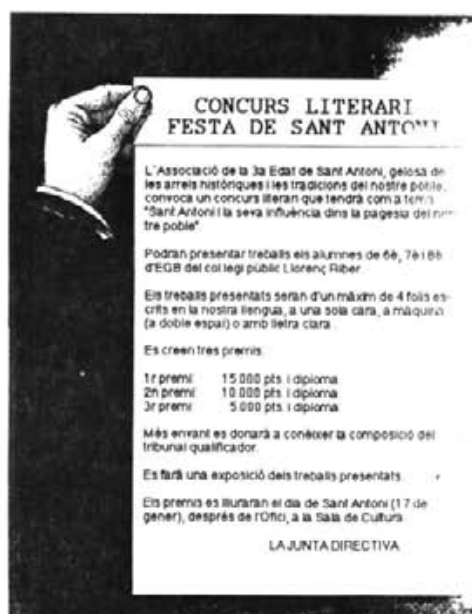 CONCURS LITERARI
FESTA DE SANT ANTONI
L'Associació de la 3a Edat de Sant Antoni, gelosa de
les arrels històriques i les tradicions del nostre poble,
convoca un concurs literari que tendrà com a tema
"Sant Antoni i la seva influència dins la pagesia del nos-
tre poble"
Podran presentar treballs els alumnes de 6è, 7è i 8è
d'EGB del col·legi públic Llorenç Riber
Els treballs presentats seran d'un màxim de 4 folis es-
crits en la nostra llengua, a una sola cara, a màquina
(a doble espai) o amb lletra clara.
Es creen tres premis:
1r premi: 15.000 pts. i diploma
2n premi: 10.000 pts. i diploma
3r premi: 5.000 pts. i diploma
Més envant es donarà a conèixer la composició del
tribunal qualificador.
Es farà una exposició dels treballs presentats.
Els premis es lliuraran el dia de Sant Antoni (17 de
gener), després de l'Ofici, a la Sala de Cultura
LA JUNTA DIRECTIVA